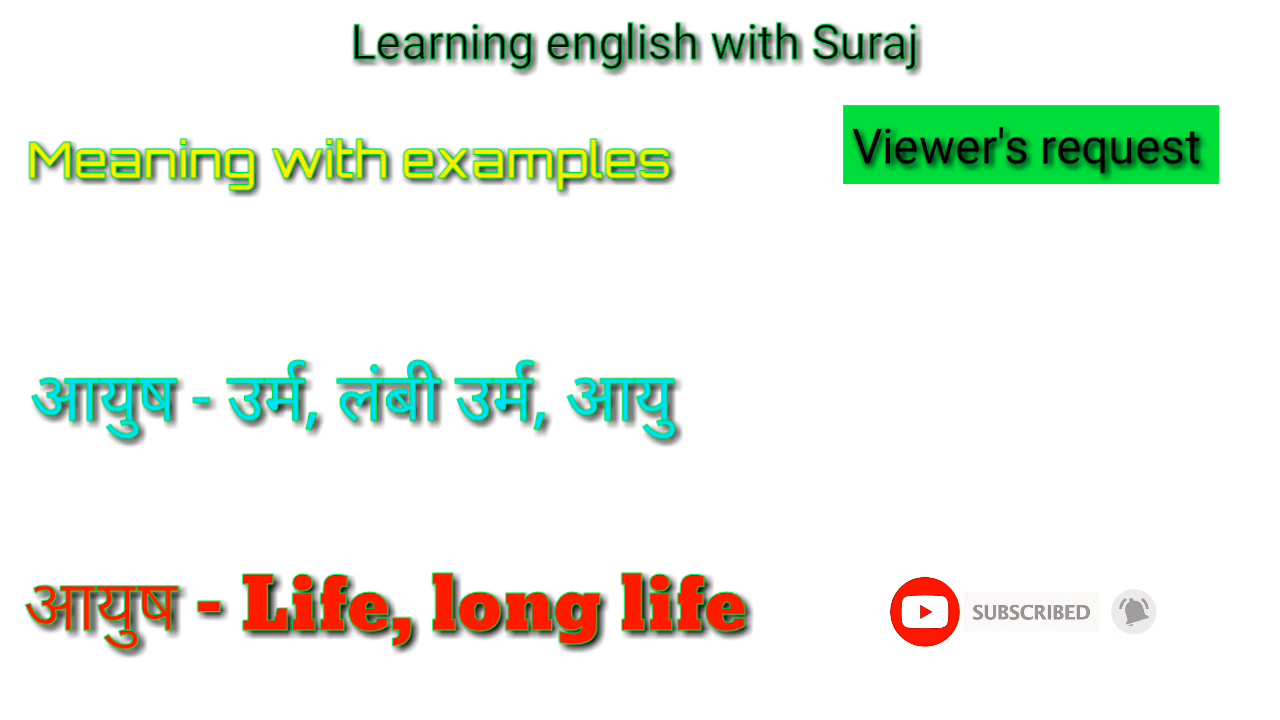 Learning english with Suraj
Meaning with examples
Viewer's request
आयुष - उर्म, लंबी उर्म, आयु
आयुष - Life, long life
SUBSCRIBED